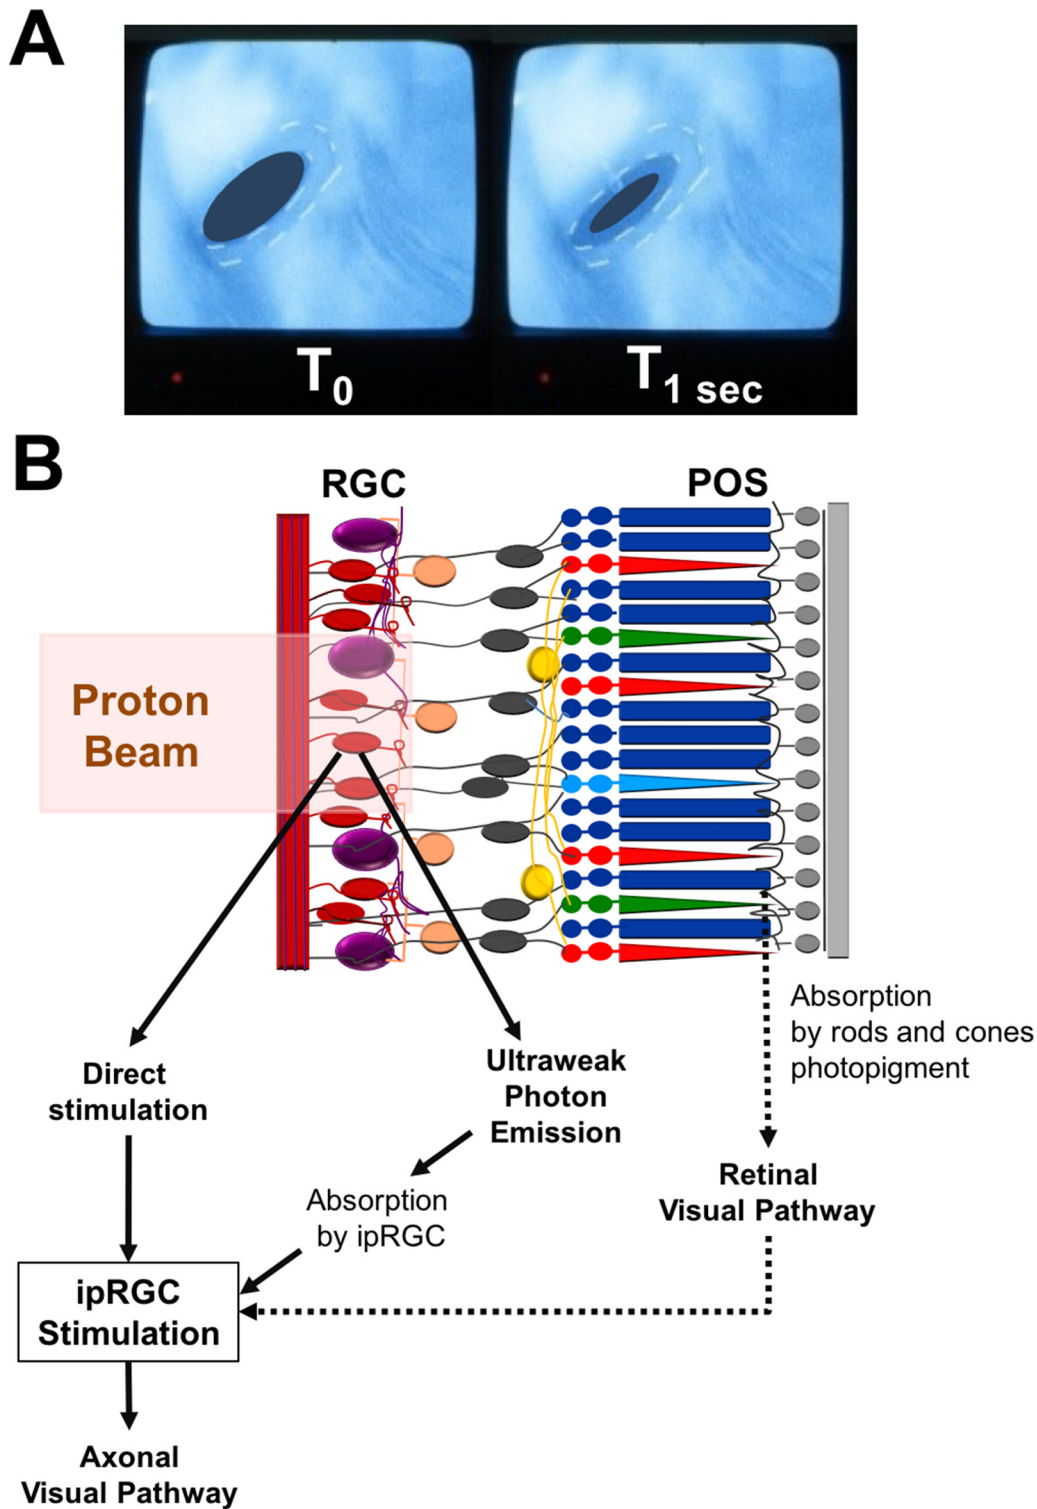 A
T0
T1 sec
B
RGC
POS
Proton
Beam
Absorption
by rods and cones
photopigment
Direct
stimulation
Ultraweak
Photon
Emission
Absorption
by ipRGC
Retinal
Visual Pathway
ipRGC
Stimulation
Axonal
Visual Pathway